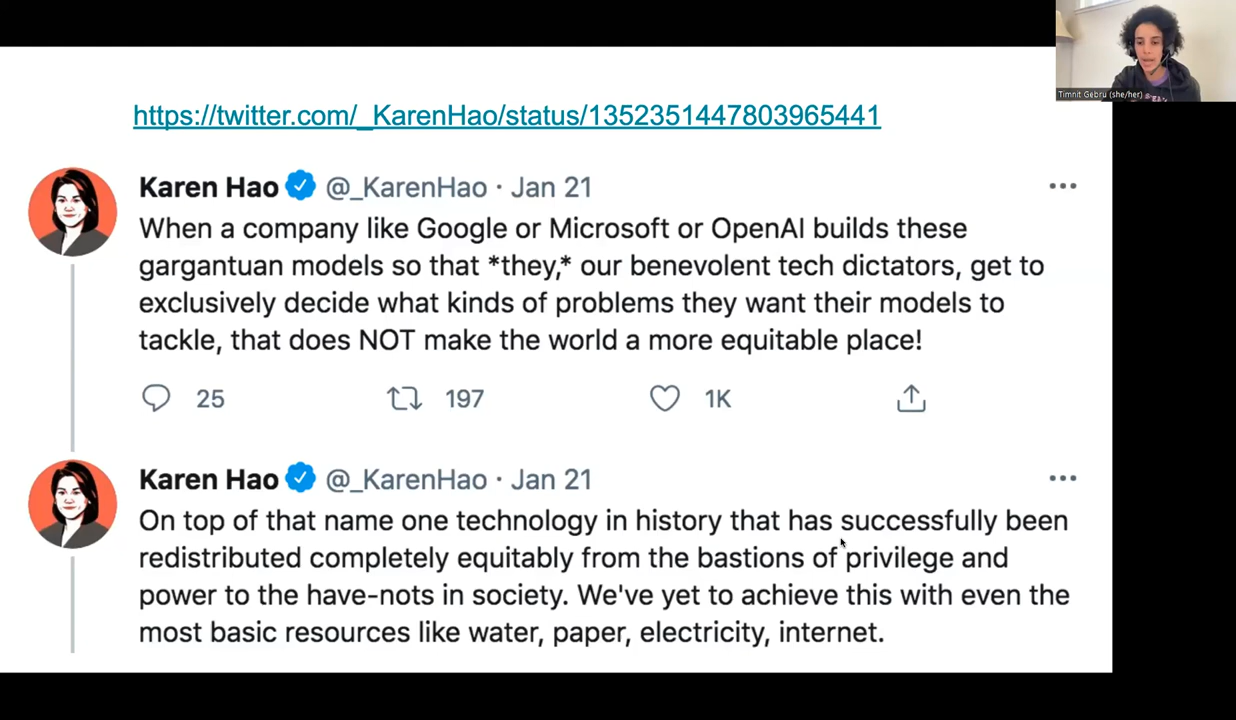 Timnit Gebru (she/her)
https://twitter.com/_KarenHao/status/1352351447803965441
Karen Hao @_KarenHao · Jan 21
When a company like Google or Microsoft or OpenAI builds these
gargantuan models so that *they,* our benevolent tech dictators, get to
exclusively decide what kinds of problems they want their models to
tackle, that does NOT make the world a more equitable place!
25 197 1K
Karen Hao @_KarenHao · Jan 21
On top of that name one technology in history that has successfully been
redistributed completely equitably from the bastions of privilege and
power to the have-nots in society. We've yet to achieve this with even the
most basic resources like water, paper, electricity, internet.